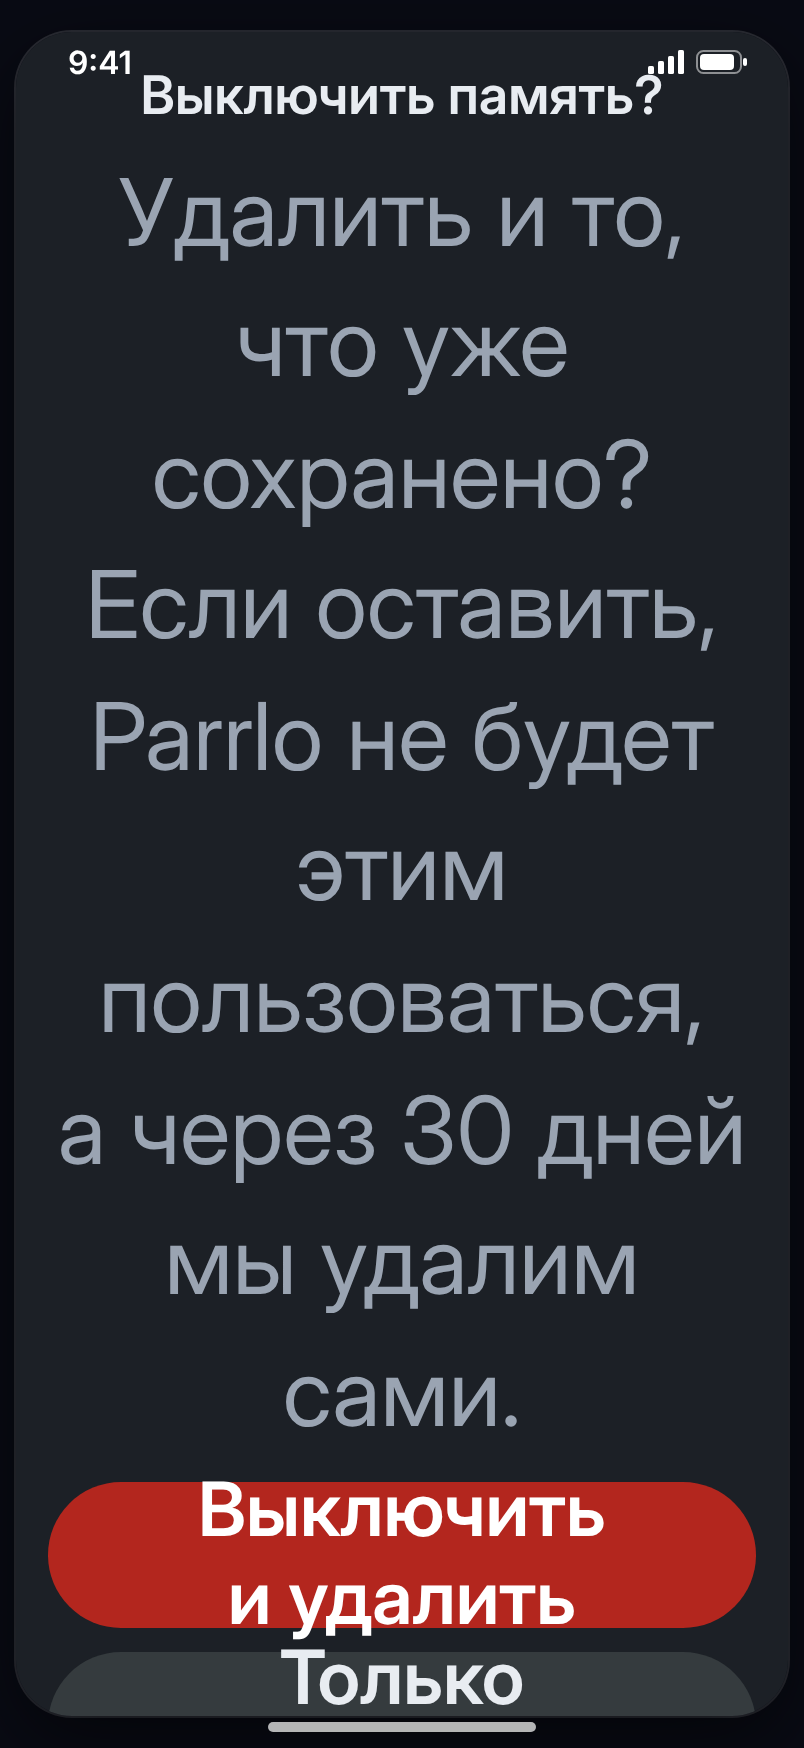 9:41
Выключить память?
Удалить и то,
что уже
сохранено?
Если оставить,
Parrlo не будет
этим
пользоваться,
а через 30 дней
мы удалим
сами.
Выключить
и удалить
Только